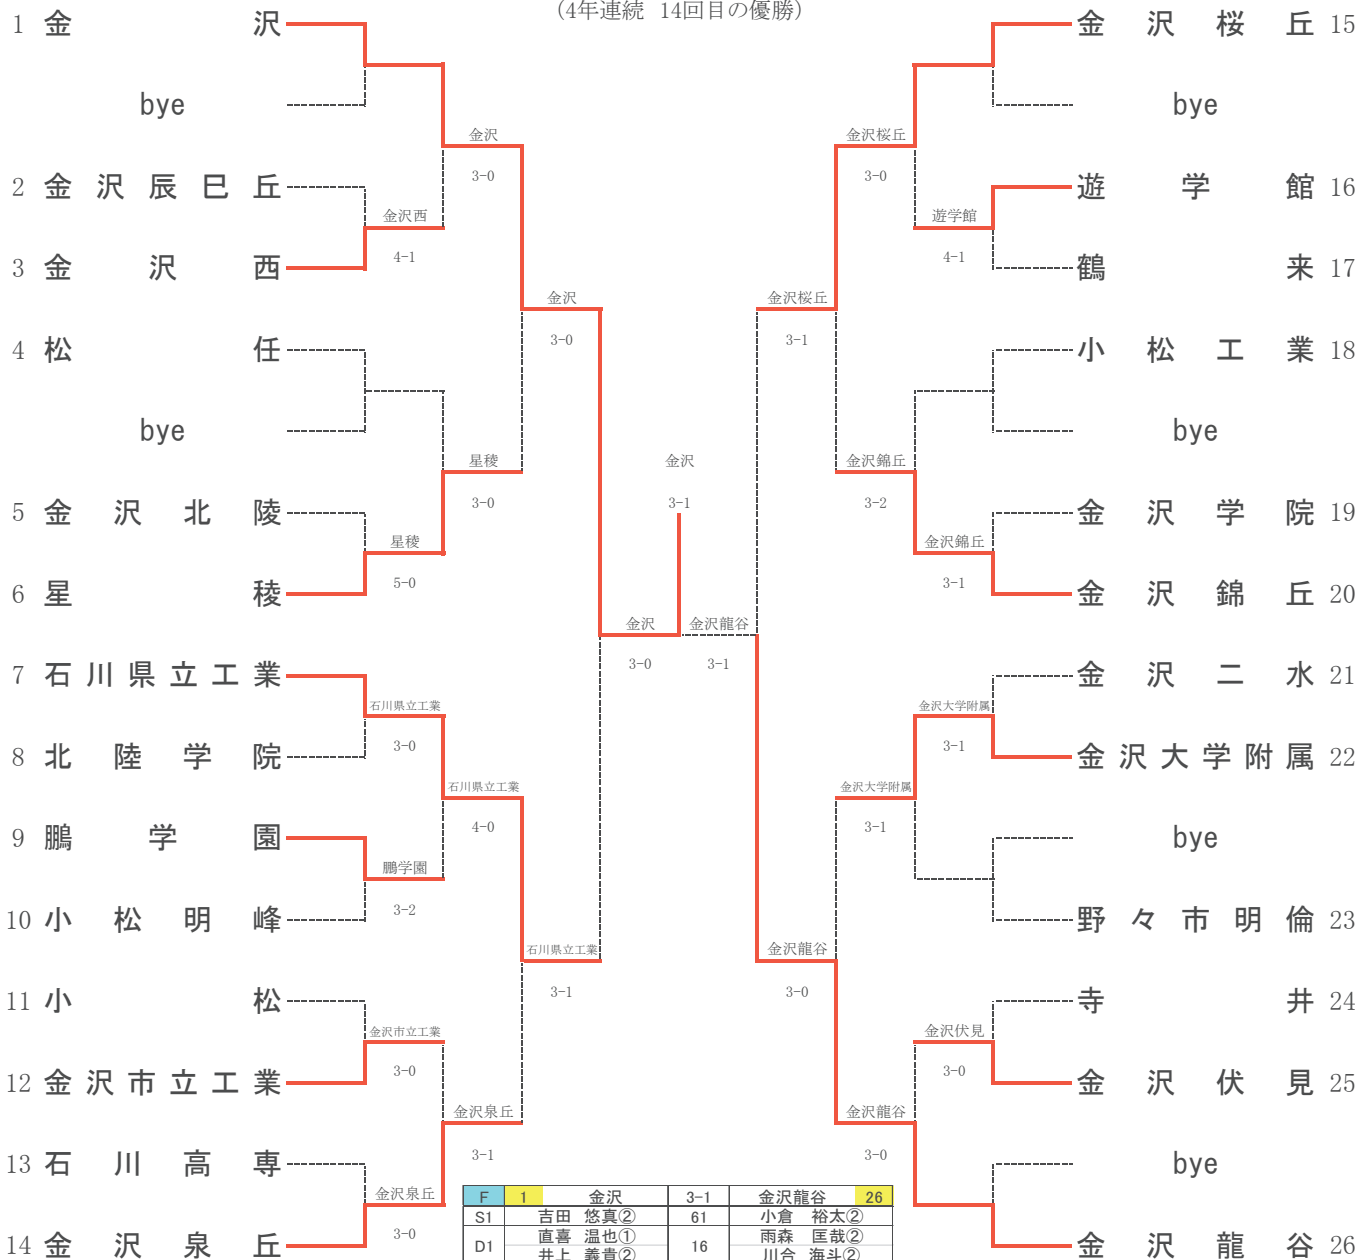 (4年連続 14回目の優勝)
1 金沢
bye
金沢
3-0
2 金沢辰巳丘
金沢西
4-1
3 金沢西
金沢
3-0
4 松任
bye
星稜
3-0
5 金沢北陵
星稜
5-0
6 星稜
金沢
3-1
金沢
3-0
金沢龍谷
3-1
7 石川県立工業
石川県立工業
3-0
8 北陸学院
石川県立工業
4-0
9 鵬学園
鵬学園
3-2
10 小松明峰
石川県立工業
3-1
11 小松
金沢市立工業
3-0
12 金沢市立工業
金沢泉丘
3-1
13 石川高専
金沢泉丘
3-0
14 金沢泉丘
金沢桜丘 15
bye
金沢桜丘
3-0
遊学館 16
遊学館
4-1
鶴来 17
金沢桜丘
3-1
小松工業 18
bye
金沢錦丘
3-2
金沢学院 19
金沢錦丘
3-1
金沢錦丘 20
金沢二水 21
金沢大学附属
3-1
金沢大学附属 22
金沢大学附属
3-1
bye
野々市明倫 23
金沢龍谷
3-0
寺井 24
金沢伏見
3-0
金沢伏見 25
金沢龍谷
3-0
bye
金沢龍谷 26
F 1 金沢 3-1 金沢龍谷 26
S1 吉田 悠真② 61 小倉 裕太②
D1 直喜 温也① 16 雨森 匡哉②
井上 義貴② 川合 海斗②